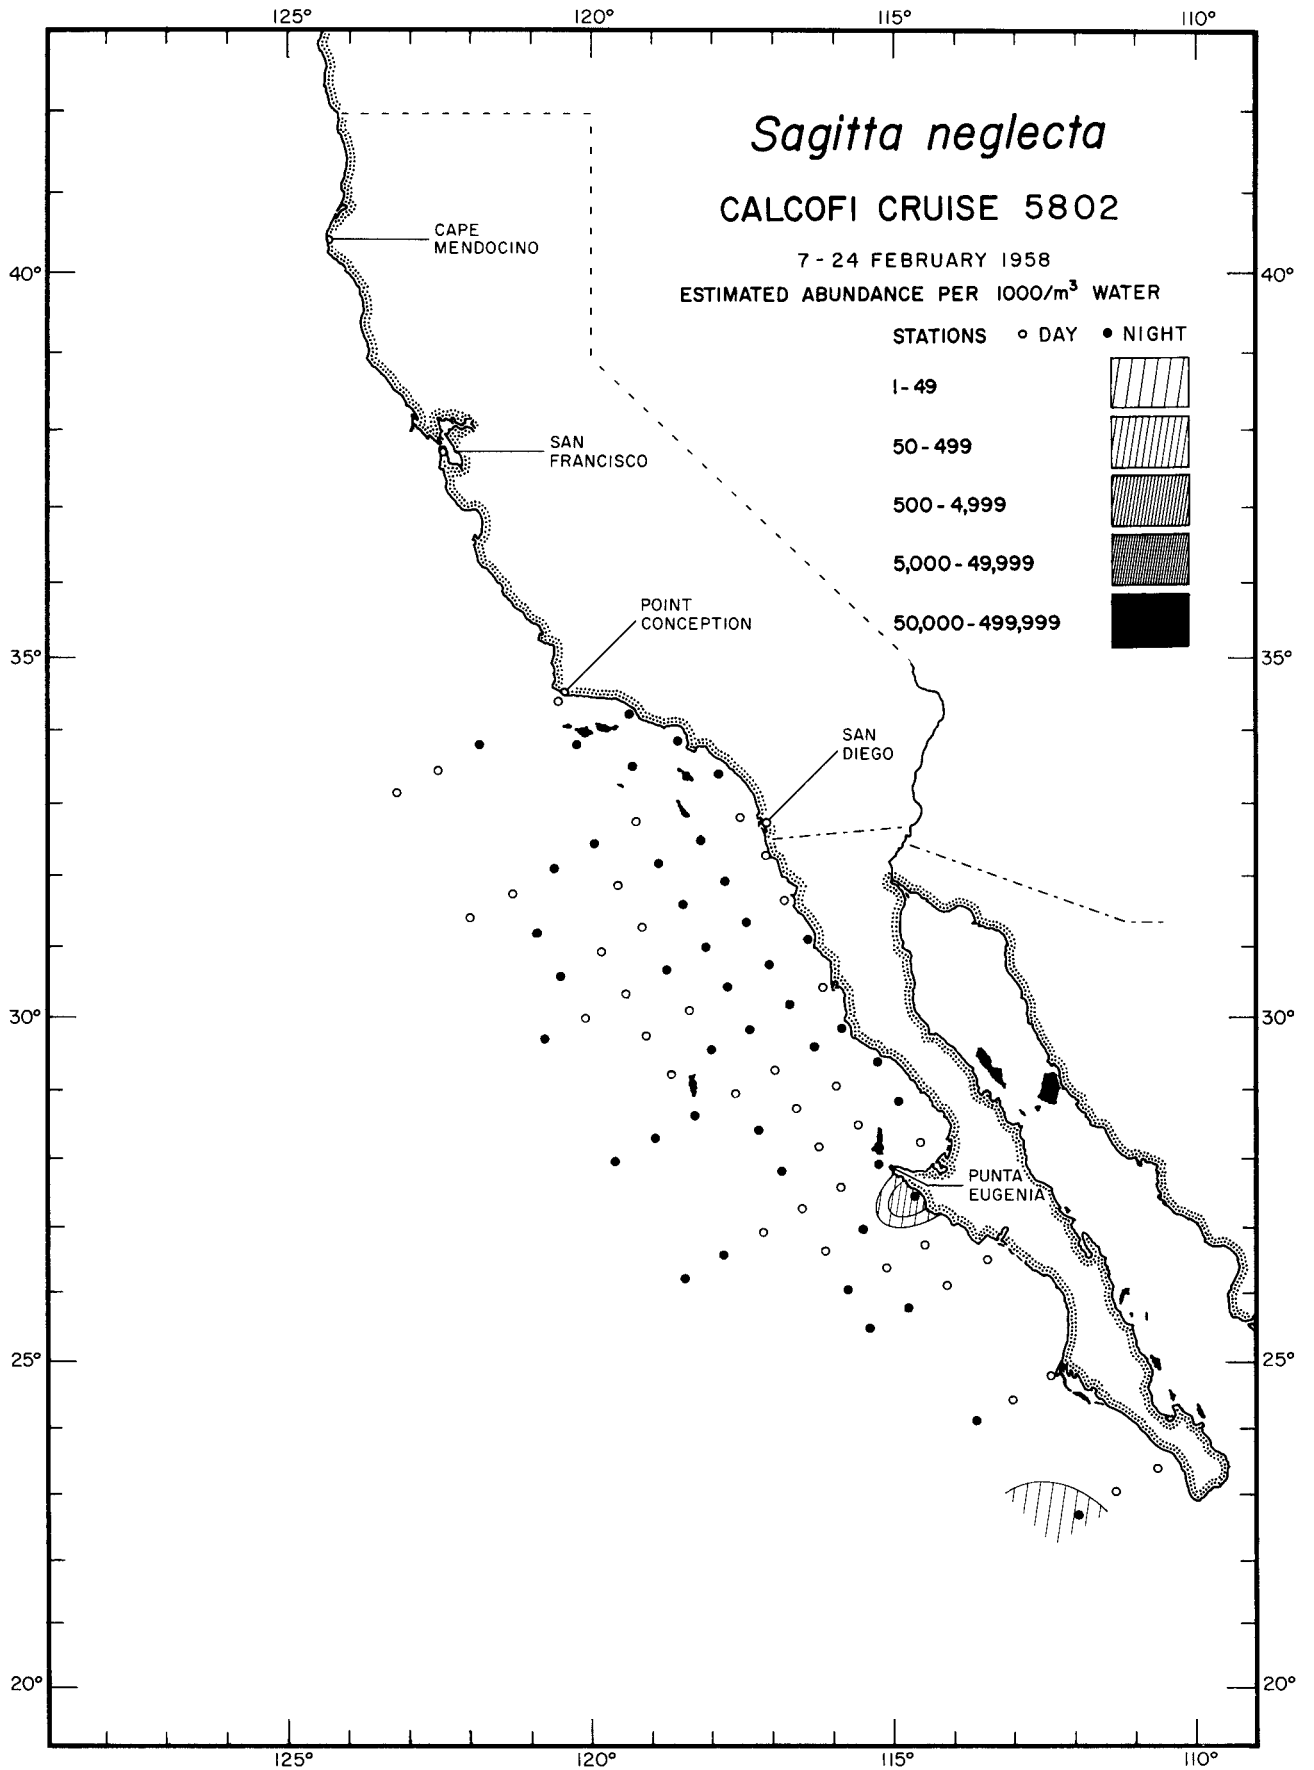 125° 120° 115° 110°
Sagitta neglecta
CALCOFI CRUISE 5802
7-24 FEBRUARY 1958
ESTIMATED ABUNDANCE PER 1000/m³ WATER
STATIONS ○ DAY ● NIGHT
1-49
50-499
500-4,999
5,000-49,999
50,000-499,999
CAPE
MENDOCINO
40° 40°
SAN
FRANCISCO
POINT
CONCEPTION
35° 35°
SAN
DIEGO
30° 30°
PUNTA
EUGENIA
25° 25°
20° 20°
125° 120° 115° 110°